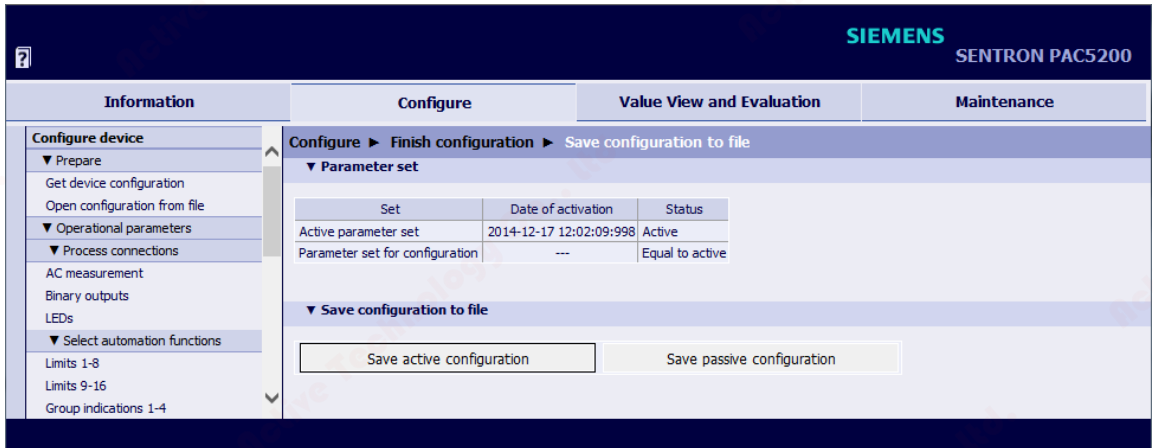 SIEMENS
?
SENTRON PAC5200
Information Configure Value View and Evaluation Maintenance
Configure device
▼ Prepare
Get device configuration
Open configuration from file
▼ Operational parameters
▼ Process connections
AC measurement
Binary outputs
LEDs
▼ Select automation functions
Limits 1-8
Limits 9-16
Group indications 1-4
Configure ► Finish configuration ► Save configuration to file
▼ Parameter set
Set Date of activation Status
Active parameter set 2014-12-17 12:02:09:998 Active
Parameter set for configuration --- Equal to active
▼ Save configuration to file
Save active configuration Save passive configuration